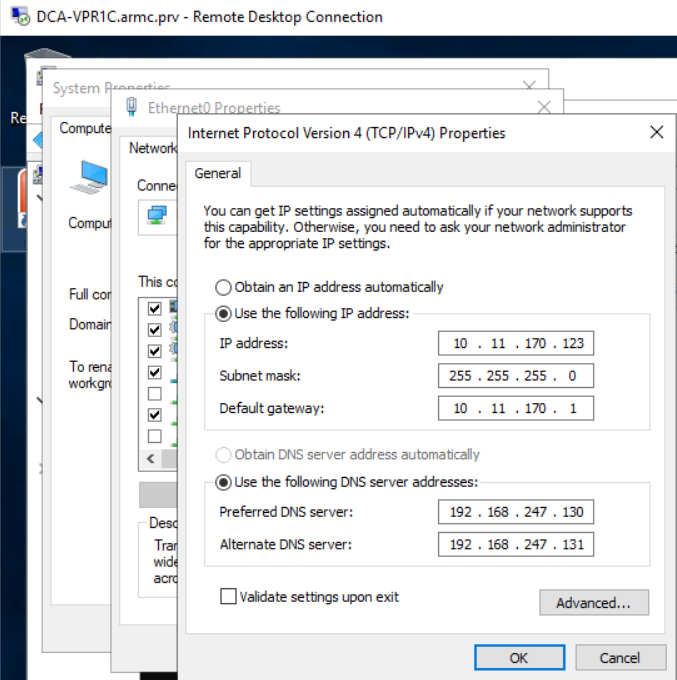 DCA-VPR1C.armc.prv - Remote Desktop Connection
Re
System Properties
Ethernet0 Properties
Internet Protocol Version 4 (TCP/IPv4) Properties
Compute
Network
General
Conne
You can get IP settings assigned automatically if your network supports
this capability. Otherwise, you need to ask your network administrator
for the appropriate IP settings.
Comput
This co
Obtain an IP address automatically
Full com
Use the following IP address:
Domain
IP address: 10 . 11 . 170 . 123
To rena
workgro
Subnet mask: 255 . 255 . 255 . 0
Default gateway: 10 . 11 . 170 . 1
Obtain DNS server address automatically
Use the following DNS server addresses:
Preferred DNS server: 192 . 168 . 247 . 130
Desc
Tran
wide
acro
Alternate DNS server: 192 . 168 . 247 . 131
Validate settings upon exit
Advanced...
OK
Cancel